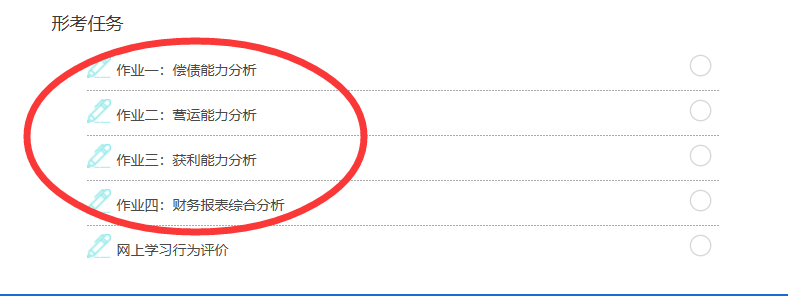 形考任务
作业一：偿债能力分析
作业二：营运能力分析
作业三：获利能力分析
作业四：财务报表综合分析
网上学习行为评价